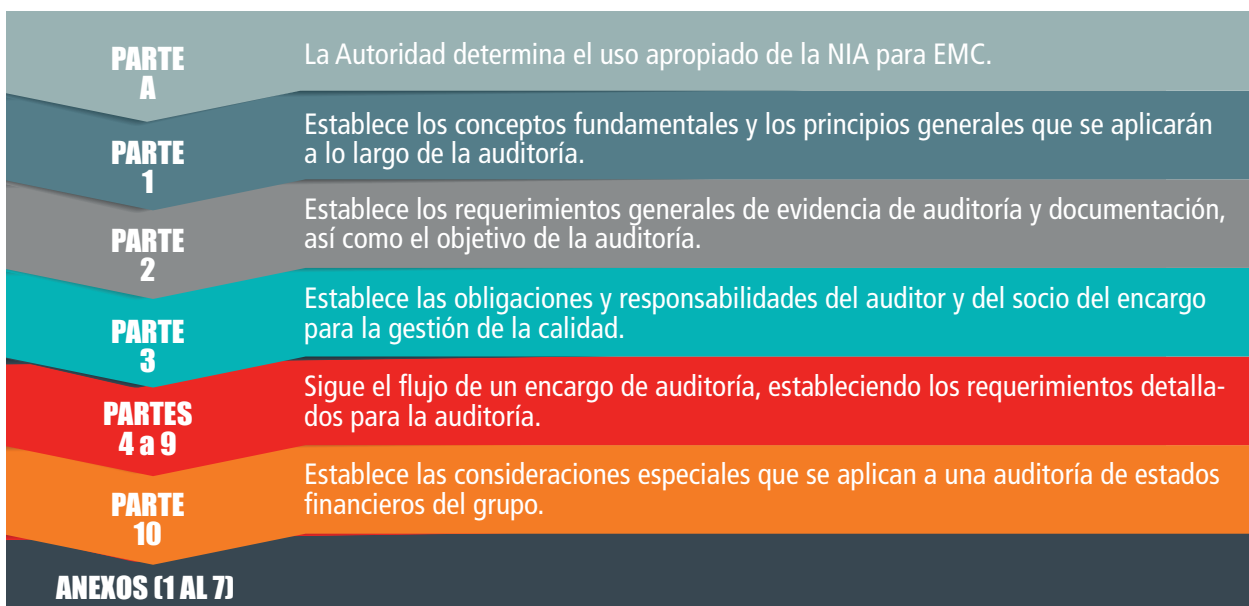 PARTE
A
La Autoridad determina el uso apropiado de la NIA para EMC.
PARTE
1
Establece los conceptos fundamentales y los principios generales que se aplicarán
a lo largo de la auditoría.
PARTE
2
Establece los requerimientos generales de evidencia de auditoría y documentación,
así como el objetivo de la auditoría.
PARTE
3
Establece las obligaciones y responsabilidades del auditor y del socio del encargo
para la gestión de la calidad.
PARTES
4 a 9
Sigue el flujo de un encargo de auditoría, estableciendo los requerimientos detalla-
dos para la auditoría.
PARTE
10
Establece las consideraciones especiales que se aplican a una auditoría de estados
financieros del grupo.
ANEXOS (1 AL 7)